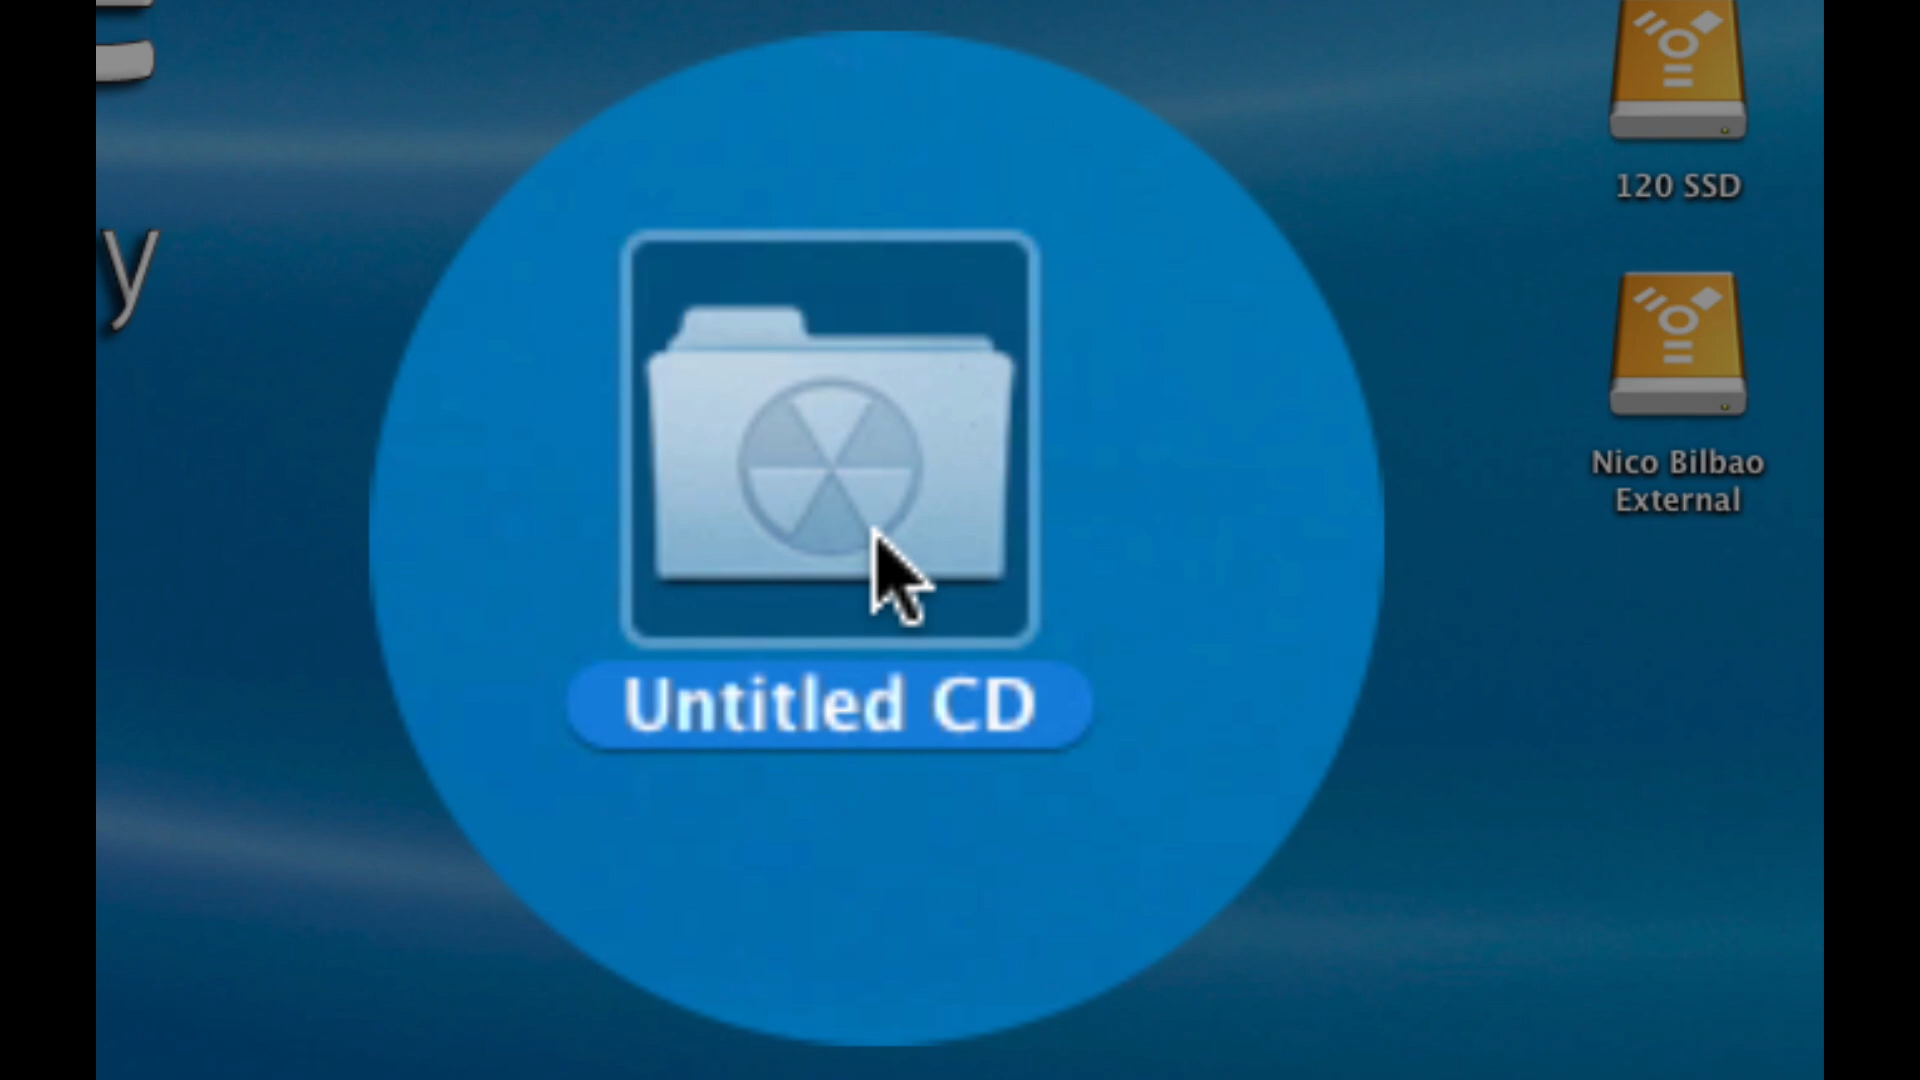 y
120 SSD
Nico Bilbao
External
Untitled CD